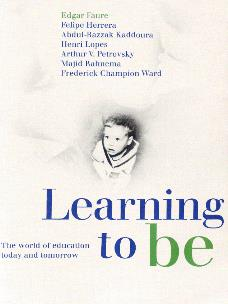 Edgar Faure
Felipe Herrera
Abdul-Razzak Kaddoura
Henri Lopes
Arthur V. Petrovsky
Majid Rahnema
Frederick Champion Ward
Learning
to be
The world of education
today and tomorrow